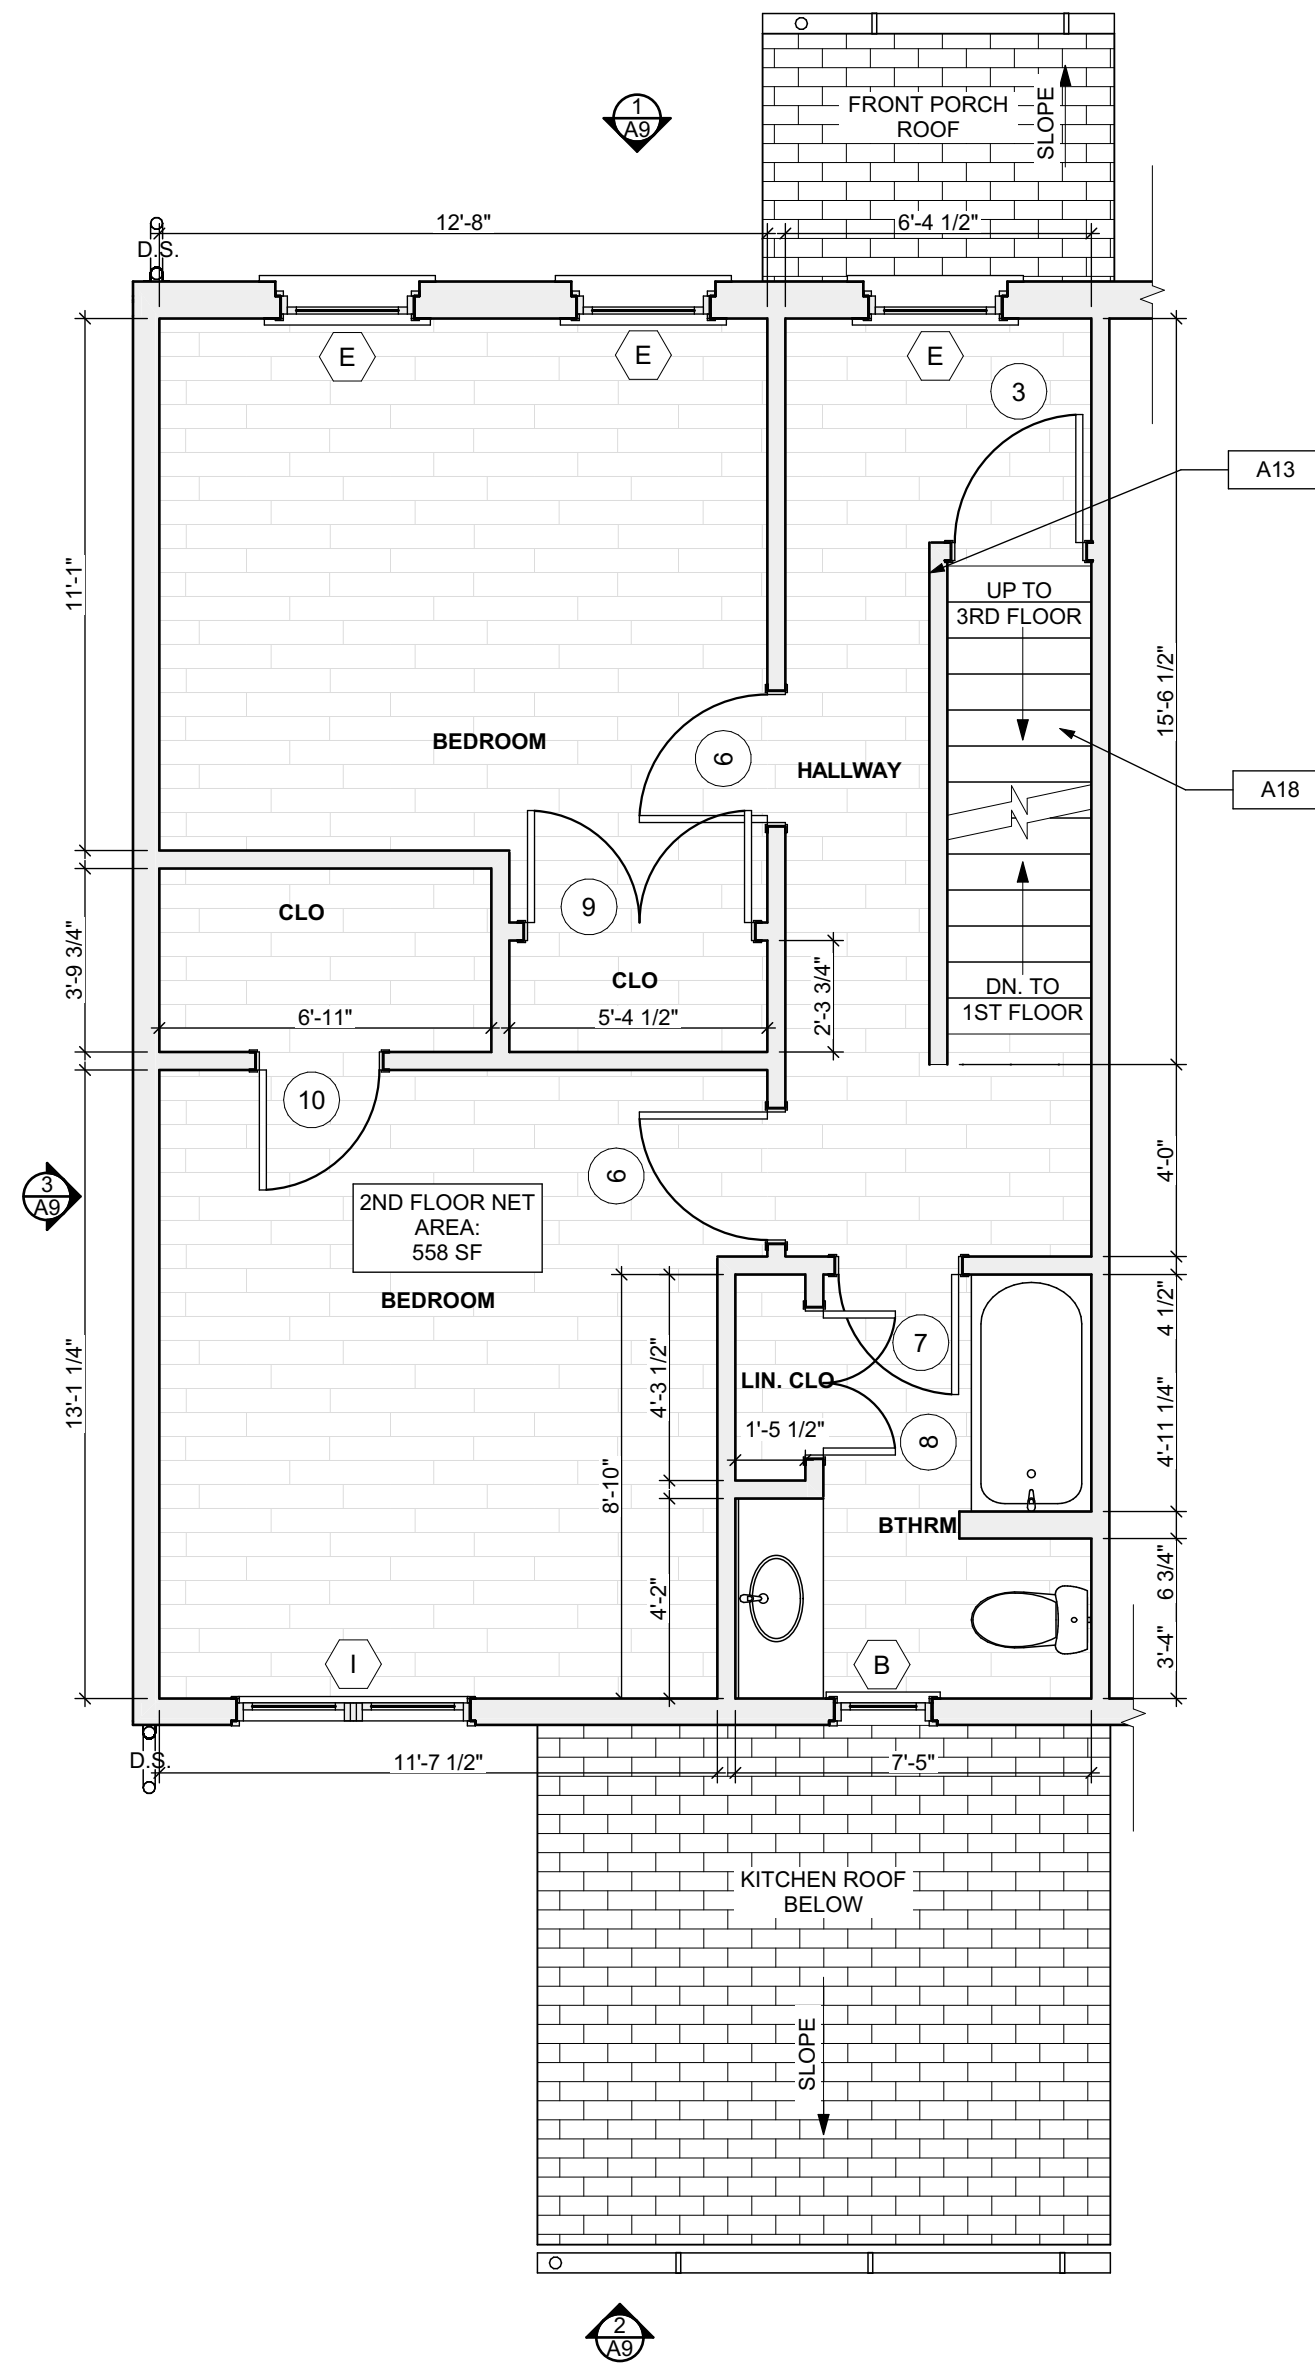 1
A9
FRONT PORCH
ROOF
SLOPE
12'-8"
6'-4 1/2"
D.S.
E
E
E
3
A13
11'-1"
UP TO
3RD FLOOR
15'-6 1/2"
BEDROOM
6
HALLWAY
A18
9
CLO
CLO
3'-9 3/4"
2'-3 3/4"
DN. TO
1ST FLOOR
6'-11"
5'-4 1/2"
10
3
A9
6
4'-0"
2ND FLOOR NET
AREA:
558 SF
BEDROOM
4 1/2"
7
13'-1 1/4"
4'-3 1/2"
LIN. CLO
1'-5 1/2"
8
4'-11 1/4"
8'-10"
BTHRM
6 3/4"
4'-2"
3'-4"
I
B
D.S.
11'-7 1/2"
7'-5"
KITCHEN ROOF
BELOW
SLOPE
2
A9